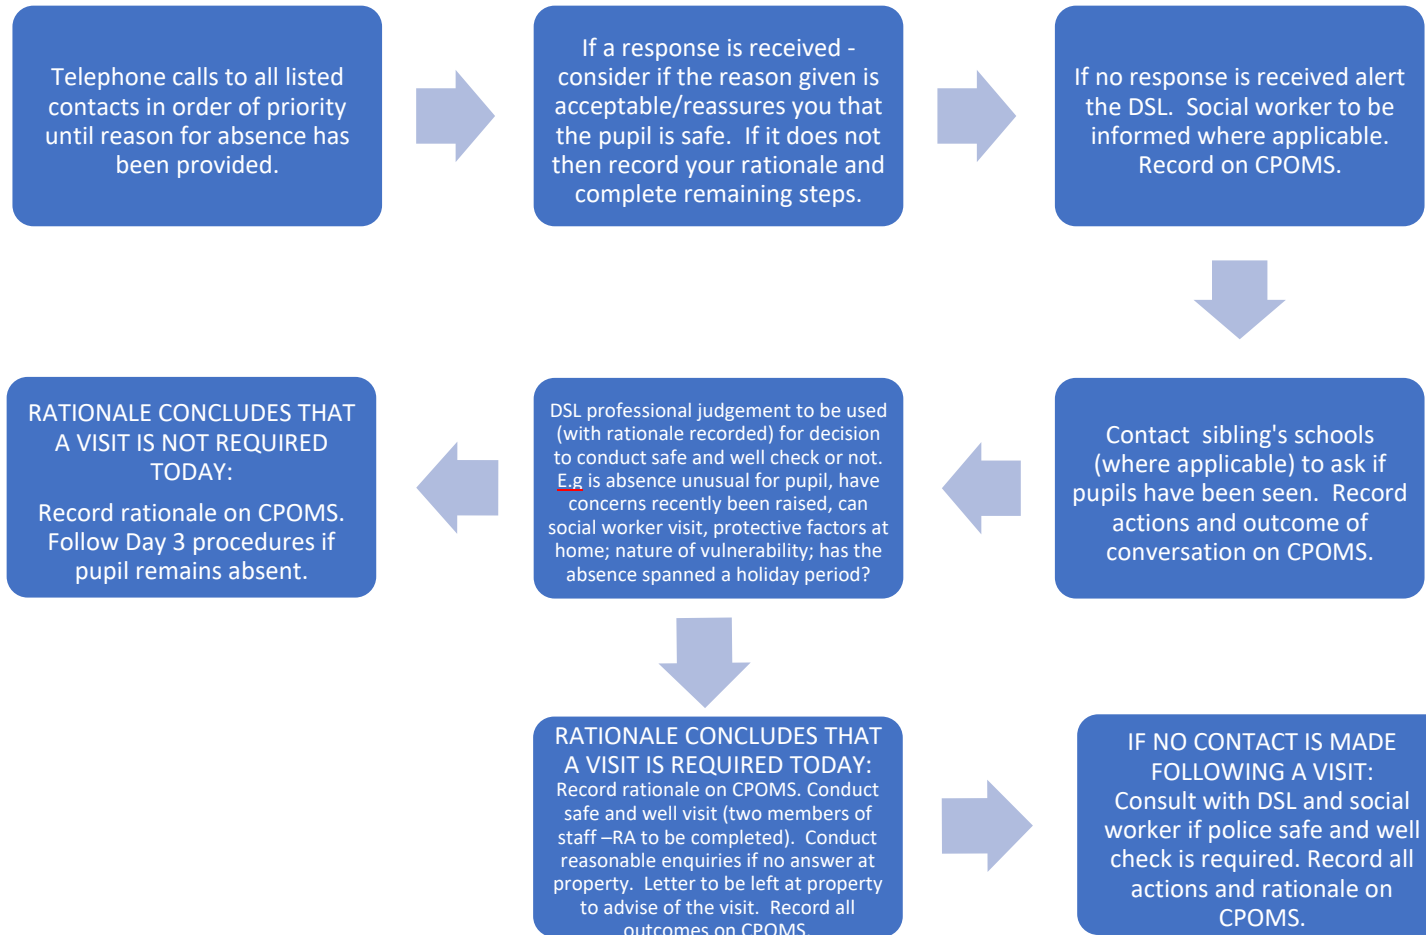 Telephone calls to all listed
contacts in order of priority
until reason for absence has
been provided.
If a response is received -
consider if the reason given is
acceptable/reassures you that
the pupil is safe.  If it does not
then record your rationale and
complete remaining steps.
If no response is received alert
the DSL.  Social worker to be
informed where applicable.
Record on CPOMS.
Contact  sibling's schools
(where applicable) to ask if
pupils have been seen.  Record
actions and outcome of
conversation on CPOMS.
DSL professional judgement to be used
(with rationale recorded) for decision
to conduct safe and well check or not.
E.g is absence unusual for pupil, have
concerns recently been raised, can
social worker visit, protective factors at
home; nature of vulnerability; has the
absence spanned a holiday period?
RATIONALE CONCLUDES THAT
A VISIT IS NOT REQUIRED
TODAY:
Record rationale on CPOMS.
Follow Day 3 procedures if
pupil remains absent.
RATIONALE CONCLUDES THAT
A VISIT IS REQUIRED TODAY:
Record rationale on CPOMS. Conduct
safe and well visit (two members of
staff –RA to be completed).  Conduct
reasonable enquiries if no answer at
property.  Letter to be left at property
to advise of the visit.  Record all
outcomes on CPOMS.
IF NO CONTACT IS MADE
FOLLOWING A VISIT:
Consult with DSL and social
worker if police safe and well
check is required. Record all
actions and rationale on
CPOMS.